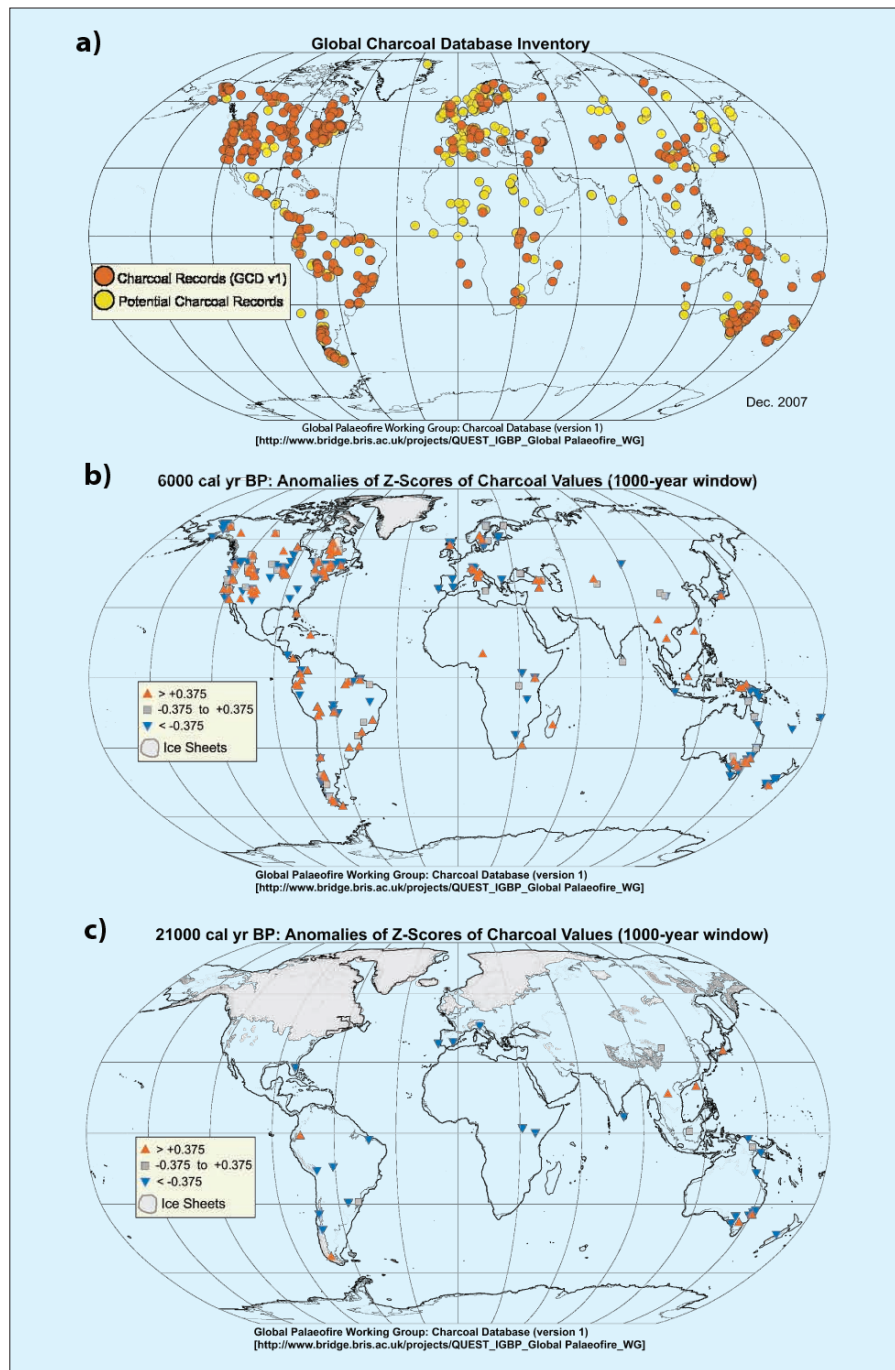 a)
Global Charcoal Database Inventory
Charcoal Records (GCD v1)
Potential Charcoal Records
Dec. 2007
Global Palaeofire Working Group: Charcoal Database (version 1)
[http://www.bridge.bris.ac.uk/projects/QUEST_IGBP_Global Palaeofire_WG]
b)
6000 cal yr BP: Anomalies of Z-Scores of Charcoal Values (1000-year window)
> +0.375
-0.375 to +0.375
< -0.375
Ice Sheets
Global Palaeofire Working Group: Charcoal Database (version 1)
[http://www.bridge.bris.ac.uk/projects/QUEST_IGBP_Global Palaeofire_WG]
c)
21000 cal yr BP: Anomalies of Z-Scores of Charcoal Values (1000-year window)
> +0.375
-0.375 to +0.375
< -0.375
Ice Sheets
Global Palaeofire Working Group: Charcoal Database (version 1)
[http://www.bridge.bris.ac.uk/projects/QUEST_IGBP_Global Palaeofire_WG]